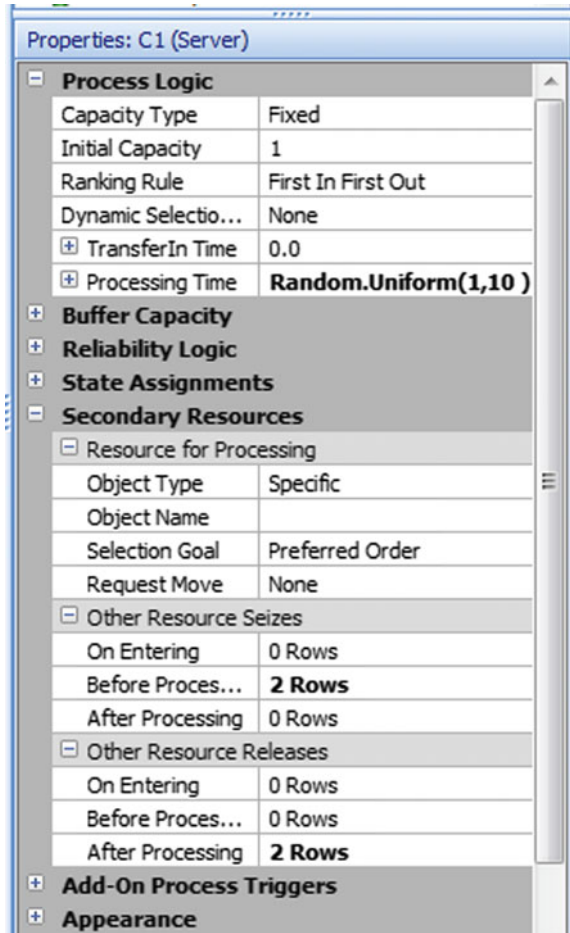 Properties: C1 (Server)
Process Logic
Capacity Type Fixed
Initial Capacity 1
Ranking Rule First In First Out
Dynamic Selectio... None
TransferIn Time 0.0
Processing Time Random.Uniform(1,10 )
Buffer Capacity
Reliability Logic
State Assignments
Secondary Resources
Resource for Processing
Object Type Specific
Object Name
Selection Goal Preferred Order
Request Move None
Other Resource Seizes
On Entering 0 Rows
Before Proces... 2 Rows
After Processing 0 Rows
Other Resource Releases
On Entering 0 Rows
Before Proces... 0 Rows
After Processing 2 Rows
Add-On Process Triggers
Appearance